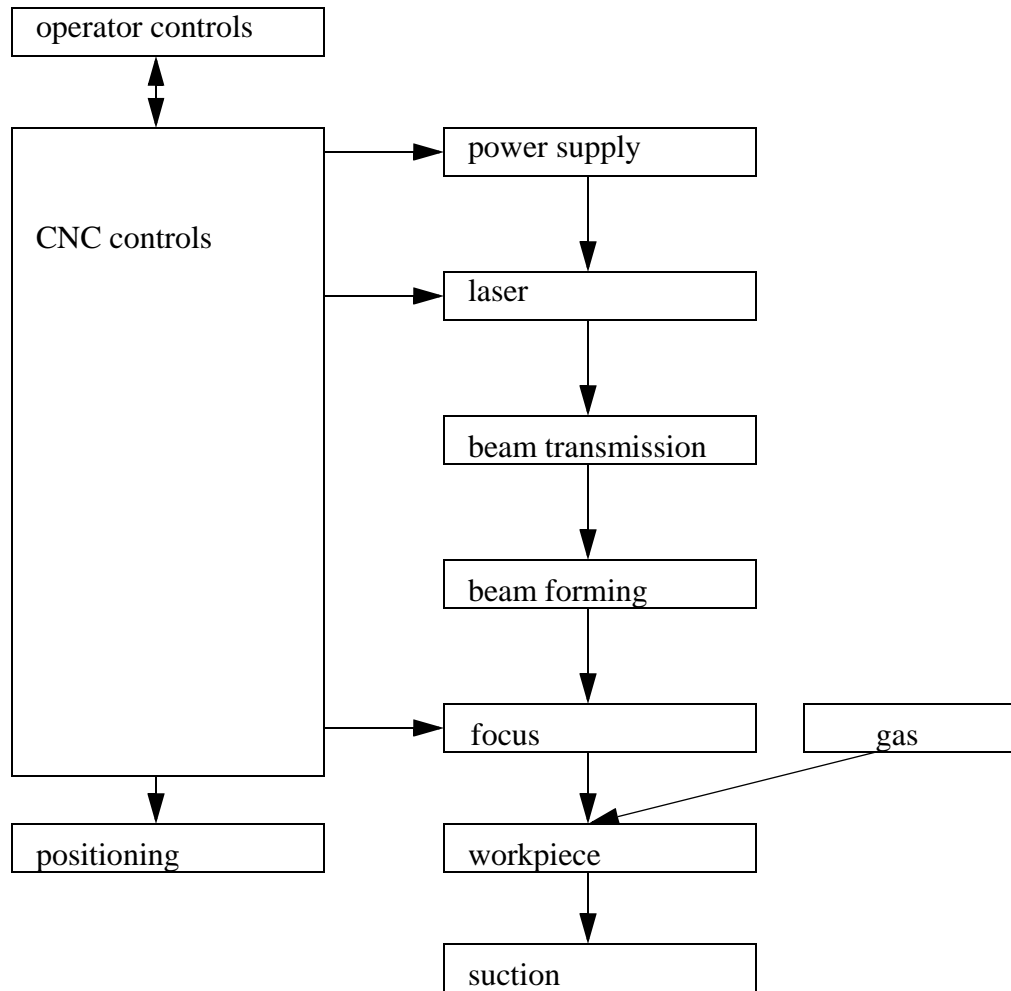 operator controls
power supply
CNC controls
laser
beam transmission
beam forming
focus
gas
positioning
workpiece
suction